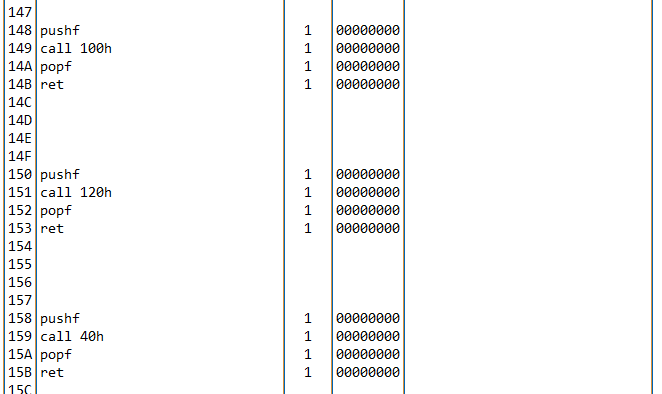 147
148 pushf 1 00000000
149 call 100h 1 00000000
14A popf 1 00000000
14B ret 1 00000000
14C
14D
14E
14F
150 pushf 1 00000000
151 call 120h 1 00000000
152 popf 1 00000000
153 ret 1 00000000
154
155
156
157
158 pushf 1 00000000
159 call 40h 1 00000000
15A popf 1 00000000
15B ret 1 00000000
15C